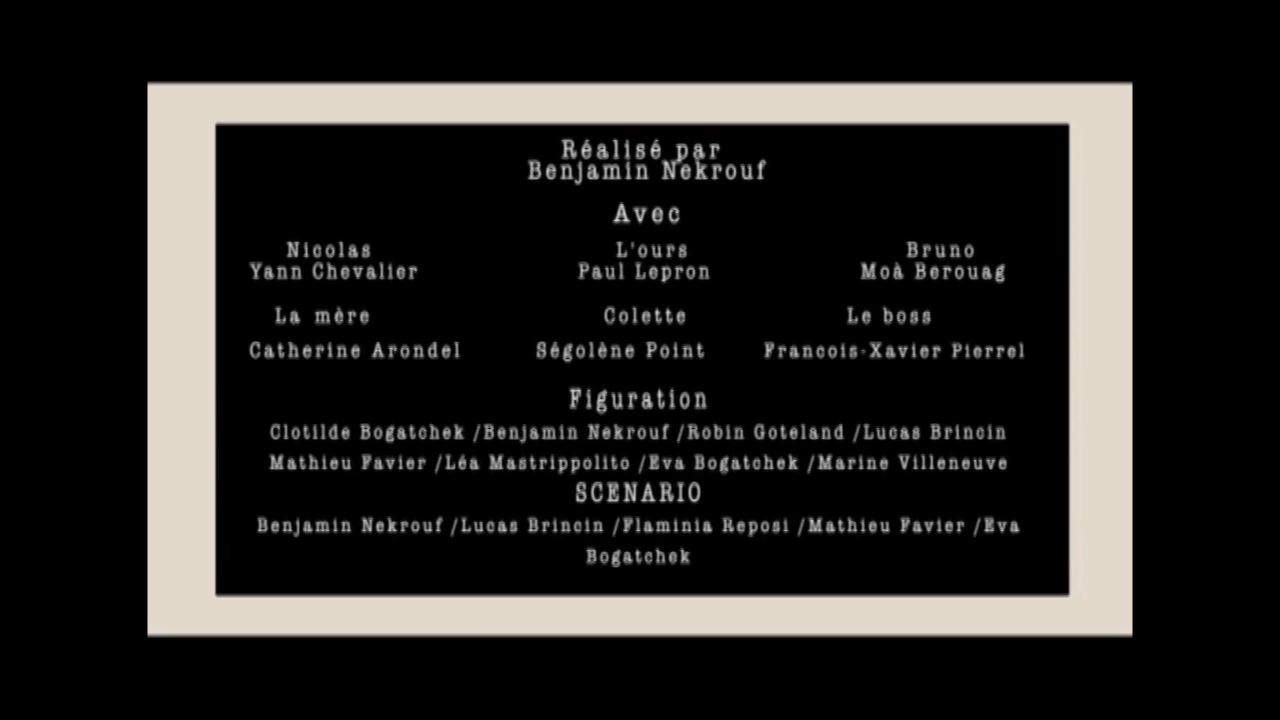 Réalisé par
Benjamin Nekrouf
Avec
Nicolas L'ours Bruno
Yann Chevalier Paul Lepron Moà Berouag
La mère Colette Le boss
Catherine Arondel Ségolène Point Francois-Xavier Pierrel
Figuration
Clotilde Bogatchek /Benjamin Nekrouf /Robin Goteland /Lucas Brincin
Mathieu Favier /Léa Mastrippolito /Eva Bogatchek /Marine Villeneuve
SCENARIO
Benjamin Nekrouf /Lucas Brincin /Flaminia Reposi /Mathieu Favier /Eva
Bogatchek